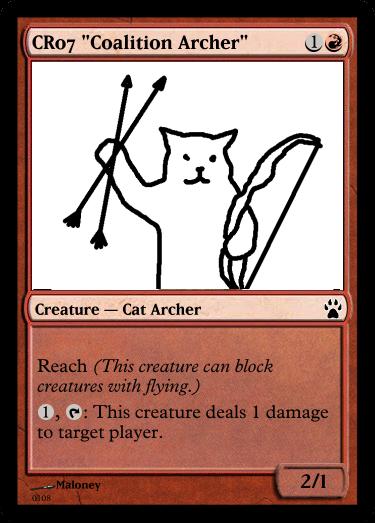 CR07 "Coalition Archer" 1
Creature — Cat Archer
Reach (This creature can block
creatures with flying.)
1, : This creature deals 1 damage
to target player.
2/1
Maloney
0108